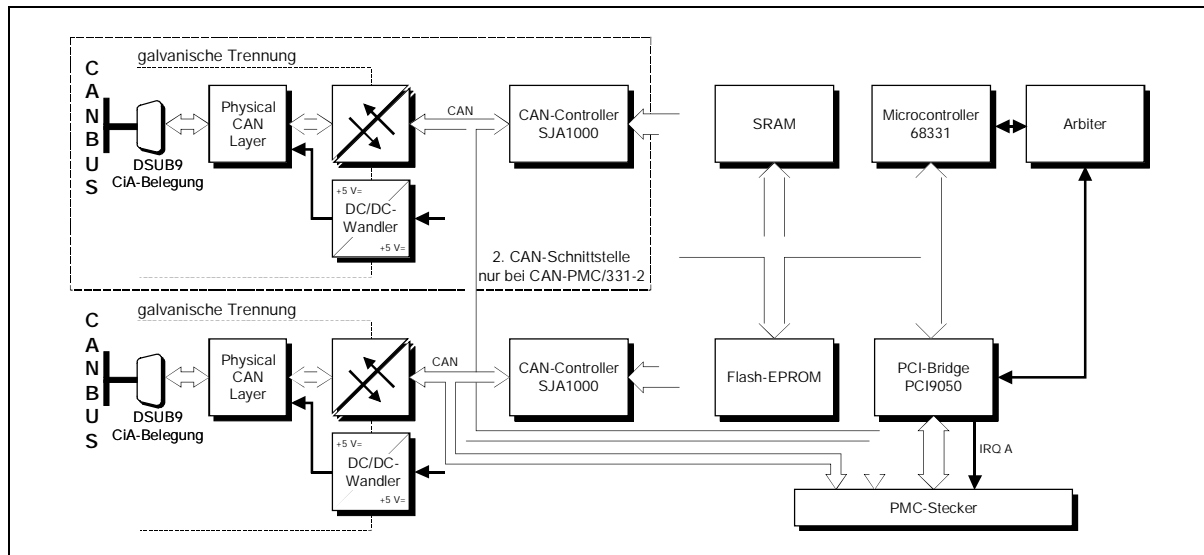 galvanische Trennung
CANBUS
DSUB9
CiA-Belegung
Physical
CAN
Layer
+5 V=
DC/DC-
Wandler
+5 V=
CAN
CAN-Controller
SJA1000
2. CAN-Schnittstelle
nur bei CAN-PMC/331-2
SRAM
Microcontroller
68331
Arbiter
galvanische Trennung
CANBUS
DSUB9
CiA-Belegung
Physical
CAN
Layer
+5 V=
DC/DC-
Wandler
+5 V=
CAN
CAN-Controller
SJA1000
Flash-EPROM
PCI-Bridge
PCI9050
IRQ A
PMC-Stecker